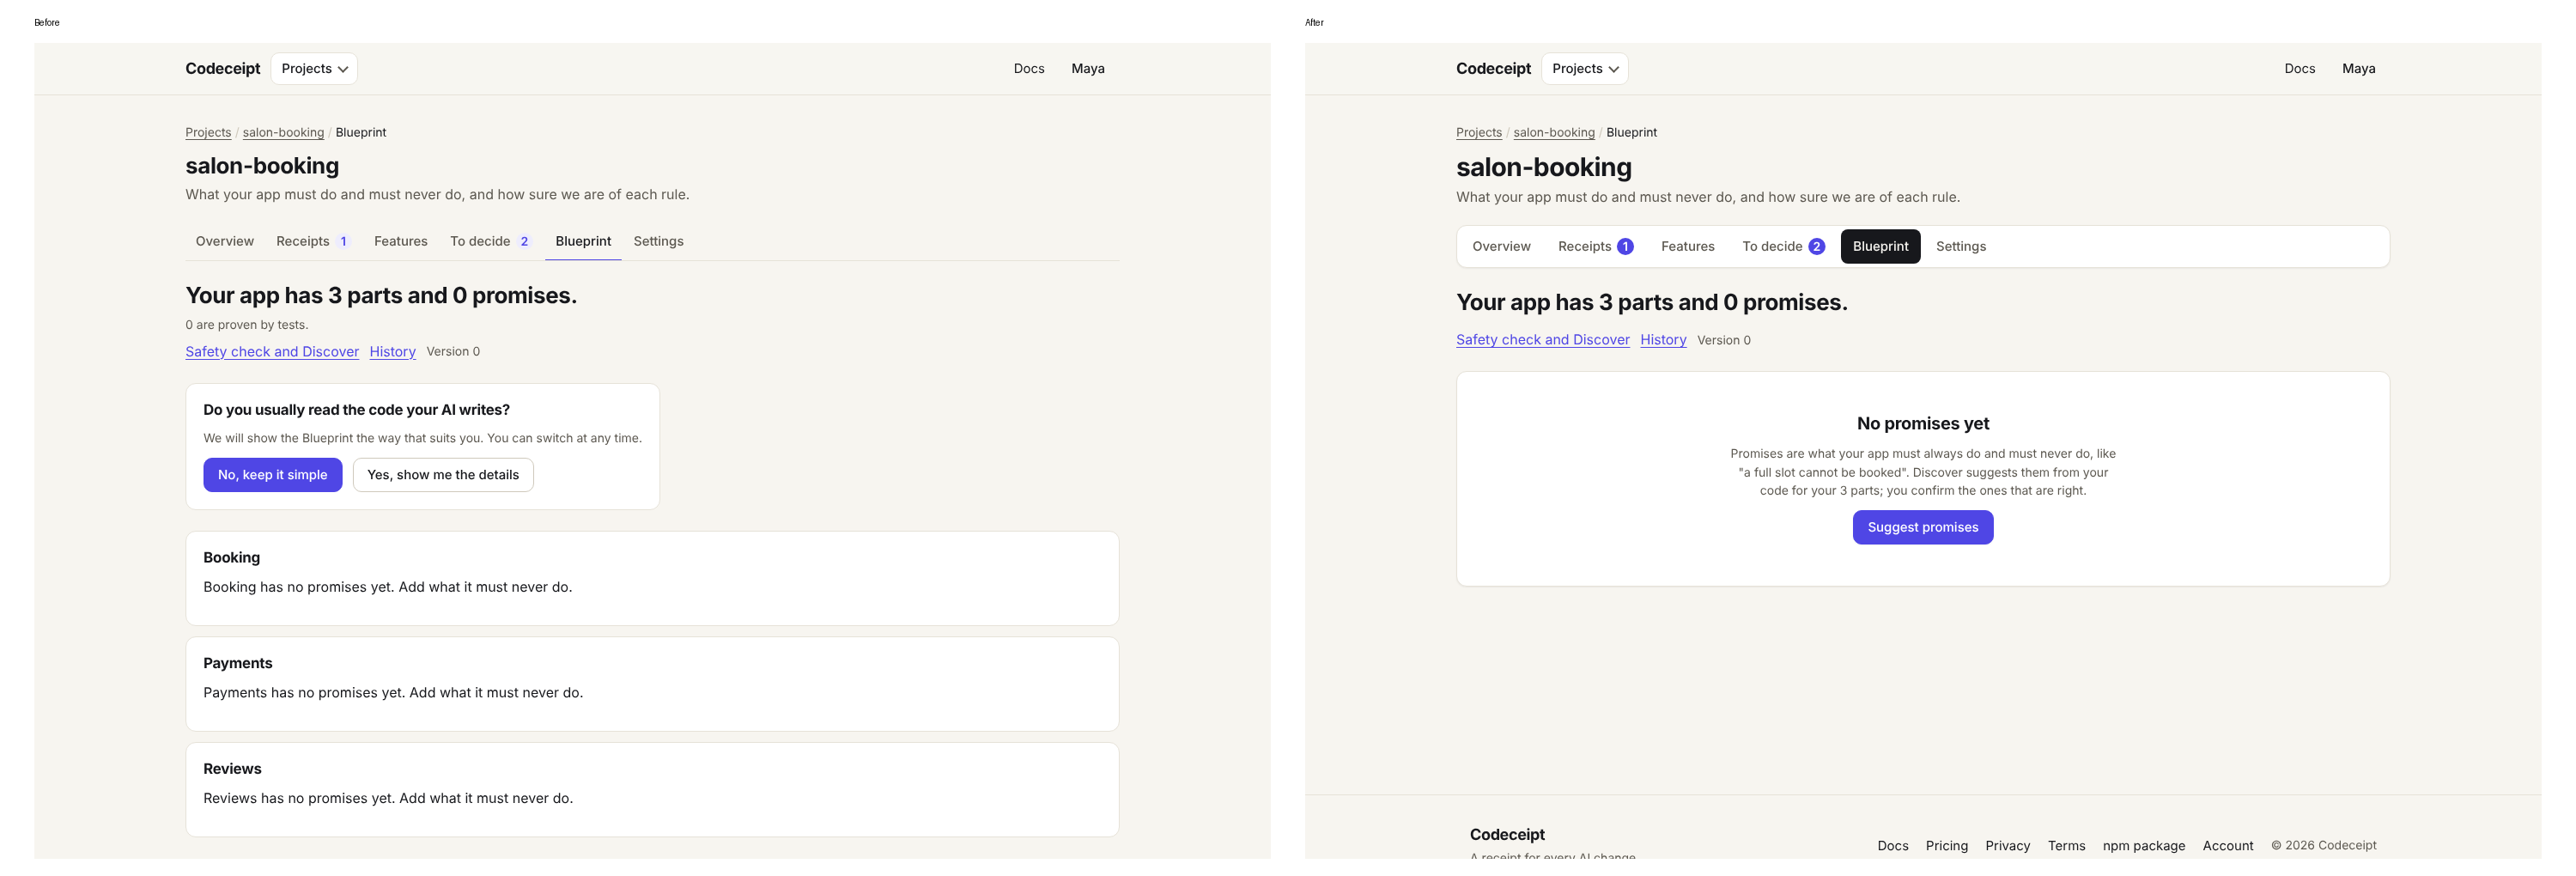 Before
Codeceipt Projects Docs Maya
Projects / salon-booking / Blueprint
salon-booking
What your app must do and must never do, and how sure we are of each rule.
Overview Receipts 1 Features To decide 2 Blueprint Settings
Your app has 3 parts and 0 promises.
0 are proven by tests.
Safety check and Discover History Version 0
Do you usually read the code your AI writes?
We will show the Blueprint the way that suits you. You can switch at any time.
No, keep it simple Yes, show me the details
Booking
Booking has no promises yet. Add what it must never do.
Payments
Payments has no promises yet. Add what it must never do.
Reviews
Reviews has no promises yet. Add what it must never do.
After
Codeceipt Projects Docs Maya
Projects / salon-booking / Blueprint
salon-booking
What your app must do and must never do, and how sure we are of each rule.
Overview Receipts 1 Features To decide 2 Blueprint Settings
Your app has 3 parts and 0 promises.
Safety check and Discover History Version 0
No promises yet
Promises are what your app must always do and must never do, like
"a full slot cannot be booked". Discover suggests them from your
code for your 3 parts; you confirm the ones that are right.
Suggest promises
Codeceipt
A receipt for every AI change
Docs Pricing Privacy Terms npm package Account © 2026 Codeceipt